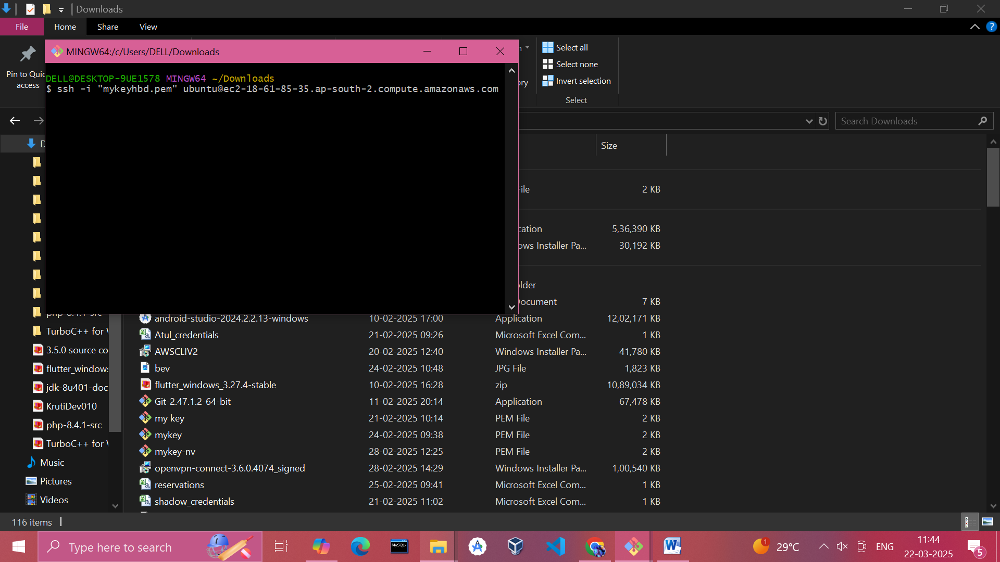 Downloads
File Home Share View
MINGW64:/c/Users/DELL/Downloads
Select all
Select none
Invert selection
Select
Pin to Quic
access
DELL@DESKTOP-9UE1578 MINGW64 ~/Downloads
$ ssh -i "mykeyhbd.pem" ubuntu@ec2-18-61-85-35.ap-south-2.compute.amazonaws.com
Search Downloads
Size
File 2 KB
5,36,390 KB
ows Installer Pa... 30,192 KB
Document 7 KB
android-studio-2024.2.2.13-windows 10-02-2025 17:00 Application 12,02,171 KB
Atul_credentials 21-02-2025 09:26 Microsoft Excel Com... 1 KB
AWSCLIV2 20-02-2025 12:40 Windows Installer Pa... 41,780 KB
bev 24-02-2025 10:48 JPG File 1,823 KB
flutter_windows_3.27.4-stable 10-02-2025 16:28 zip 10,89,034 KB
Git-2.47.1.2-64-bit 11-02-2025 20:14 Application 67,478 KB
my key 21-02-2025 10:14 PEM File 2 KB
mykey 24-02-2025 09:38 PEM File 2 KB
mykey-nv 28-02-2025 12:25 PEM File 2 KB
openvpn-connect-3.6.0.4074_signed 28-02-2025 14:29 Windows Installer Pa... 1,00,540 KB
reservations 25-02-2025 09:41 Microsoft Excel Com... 1 KB
shadow_credentials 21-02-2025 11:02 Microsoft Excel Com... 1 KB
TurboC++ for
3.5.0 source co
flutter_windows
jdk-8u401-doc
KrutiDev010
php-8.4.1-src
TurboC++ for
Music
Pictures
Videos
116 items
Type here to search
MySQL
1
29°C
ENG
11:44
22-03-2025
5